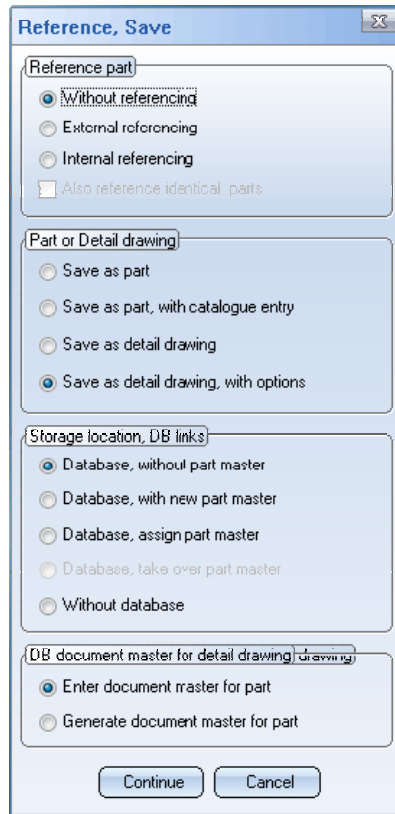 Reference, Save
Reference part
Without referencing
External referencing
Internal referencing
Also reference identical parts
Part or Detail drawing
Save as part
Save as part, with catalogue entry
Save as detail drawing
Save as detail drawing, with options
Storage location, DB links
Database, without part master
Database, with new part master
Database, assign part master
Database, take over part master
Without database
DB document master for detail drawing) drawing)
Enter document master for part
Generate document master for part
Continue Cancel